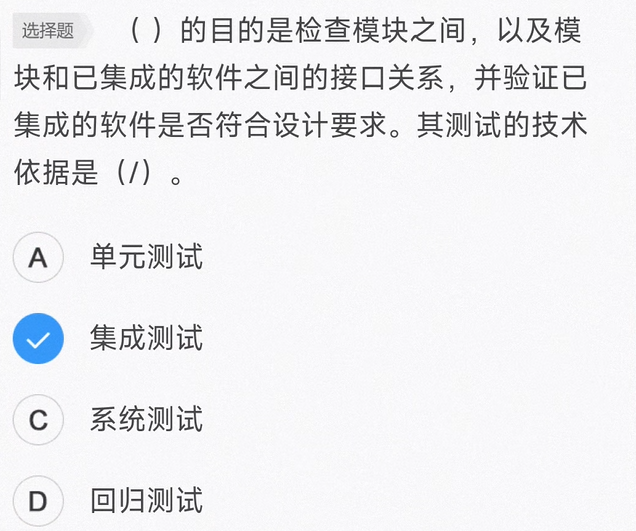 选择题 （ ）的目的是检查模块之间，以及模
块和已集成的软件之间的接口关系，并验证已
集成的软件是否符合设计要求。其测试的技术
依据是（/）。
A 单元测试
集成测试
C 系统测试
D 回归测试